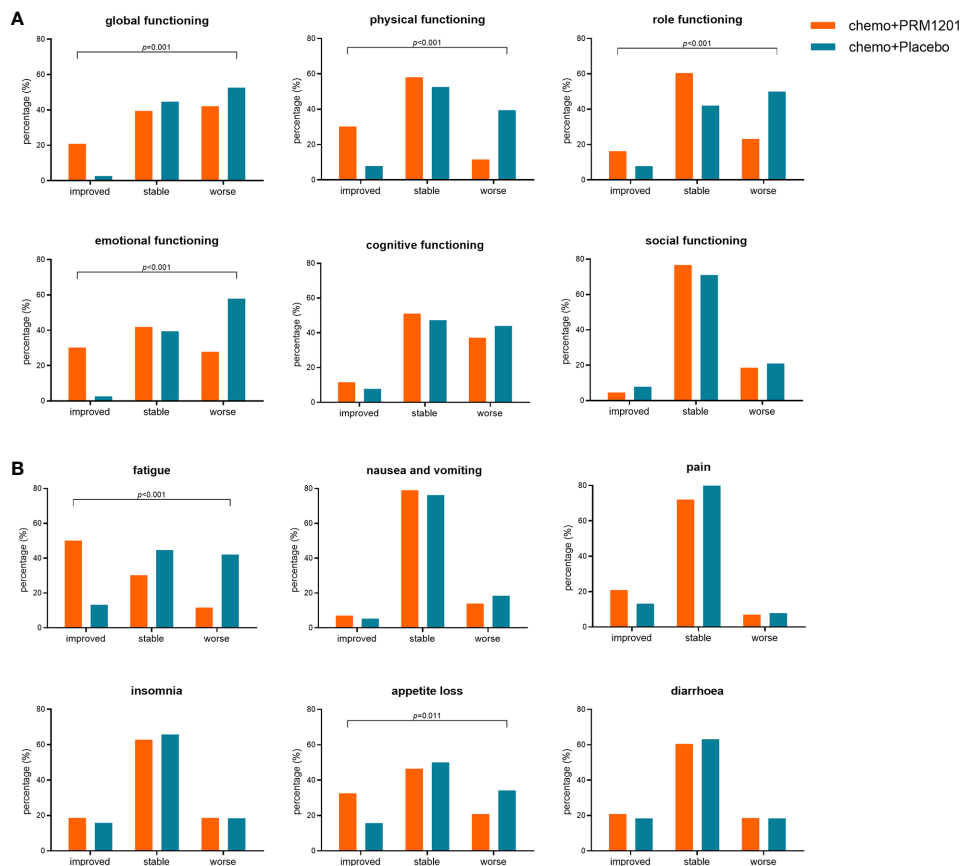 A
global functioning
p=0.001
percentage (%)
80
60
40
20
0
improved stable worse
physical functioning
p<0.001
percentage (%)
80
60
40
20
0
improved stable worse
role functioning
p<0.001
percentage (%)
80
60
40
20
0
improved stable worse
chemo+PRM1201
chemo+Placebo
emotional functioning
p<0.001
percentage (%)
80
60
40
20
0
improved stable worse
cognitive functioning
percentage (%)
80
60
40
20
0
improved stable worse
social functioning
percentage (%)
80
60
40
20
0
improved stable worse
B
fatigue
p<0.001
percentage (%)
80
60
40
20
0
improved stable worse
nausea and vomiting
percentage (%)
80
60
40
20
0
improved stable worse
pain
percentage (%)
80
60
40
20
0
improved stable worse
insomnia
percentage (%)
80
60
40
20
0
improved stable worse
appetite loss
p=0.011
percentage (%)
80
60
40
20
0
improved stable worse
diarrhoea
percentage (%)
80
60
40
20
0
improved stable worse